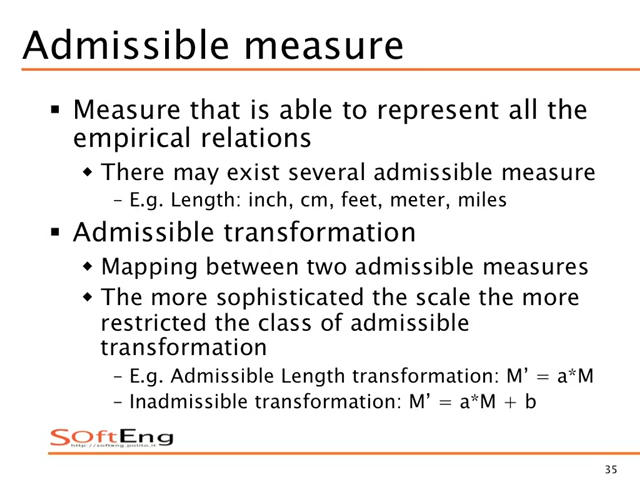 Admissible measure
▪ Measure that is able to represent all the
empirical relations
◆ There may exist several admissible measure
– E.g. Length: inch, cm, feet, meter, miles
▪ Admissible transformation
◆ Mapping between two admissible measures
◆ The more sophisticated the scale the more
restricted the class of admissible
transformation
– E.g. Admissible Length transformation: M’ = a*M
– Inadmissible transformation: M’ = a*M + b
SOftEng
http://softeng.polito.it
35